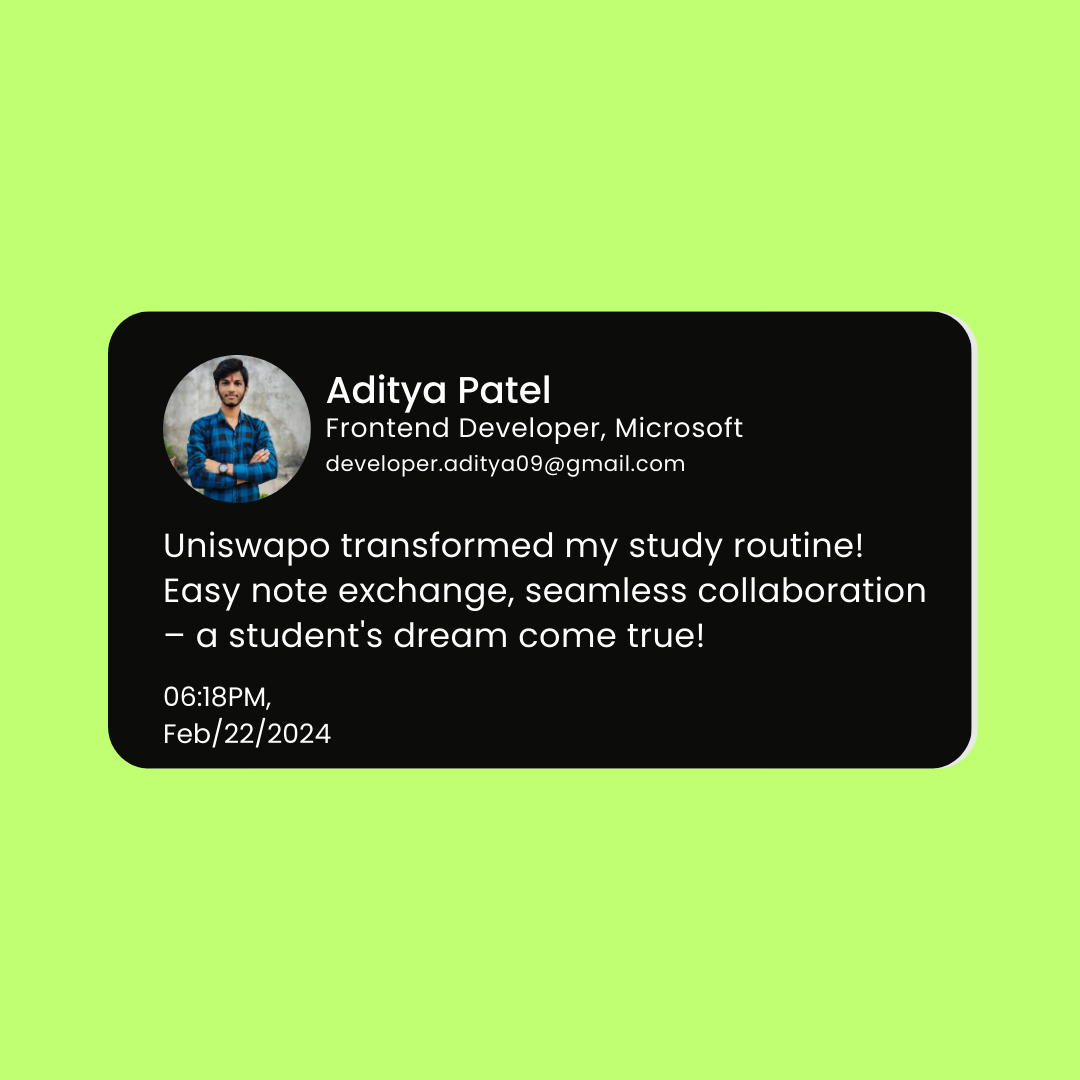 Aditya Patel
Frontend Developer, Microsoft
developer.aditya09@gmail.com
Uniswapo transformed my study routine!
Easy note exchange, seamless collaboration
– a student's dream come true!
06:18PM,
Feb/22/2024